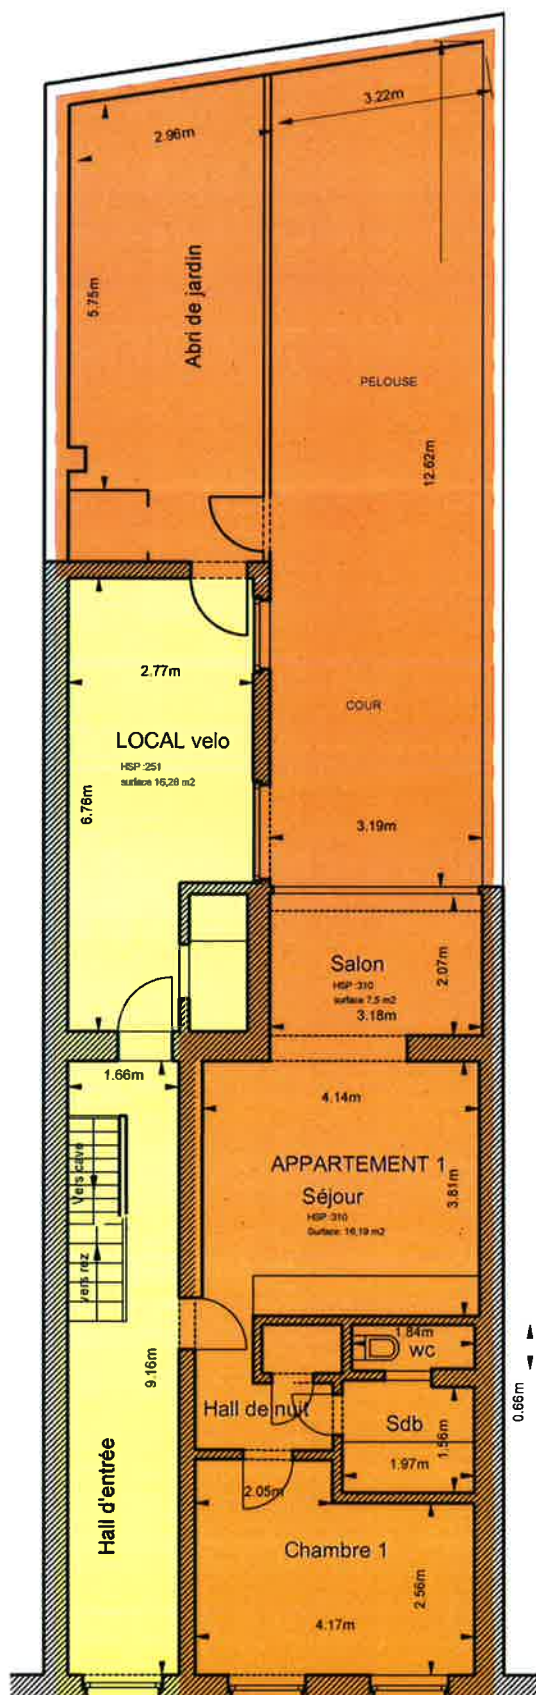 3.22m
2.96m
5.75m
Abri de jardin
PELOUSE
12.62m
2.77m
COUR
LOCAL velo
HSP :251
surface 16,28 m2
6.76m
3.19m
Salon
HSP :310
surface 7,5 m2
2.07m
3.18m
1.66m
4.14m
Vers cave
APPARTEMENT 1
Séjour
HSP :310
Surface: 16,19 m2
3.81m
vers rez
1.84m
WC
0.66m
9.16m
Hall de nuit
Sdb
1.56m
1.97m
Hall d'entrée
2.05m
Chambre 1
2.56m
4.17m